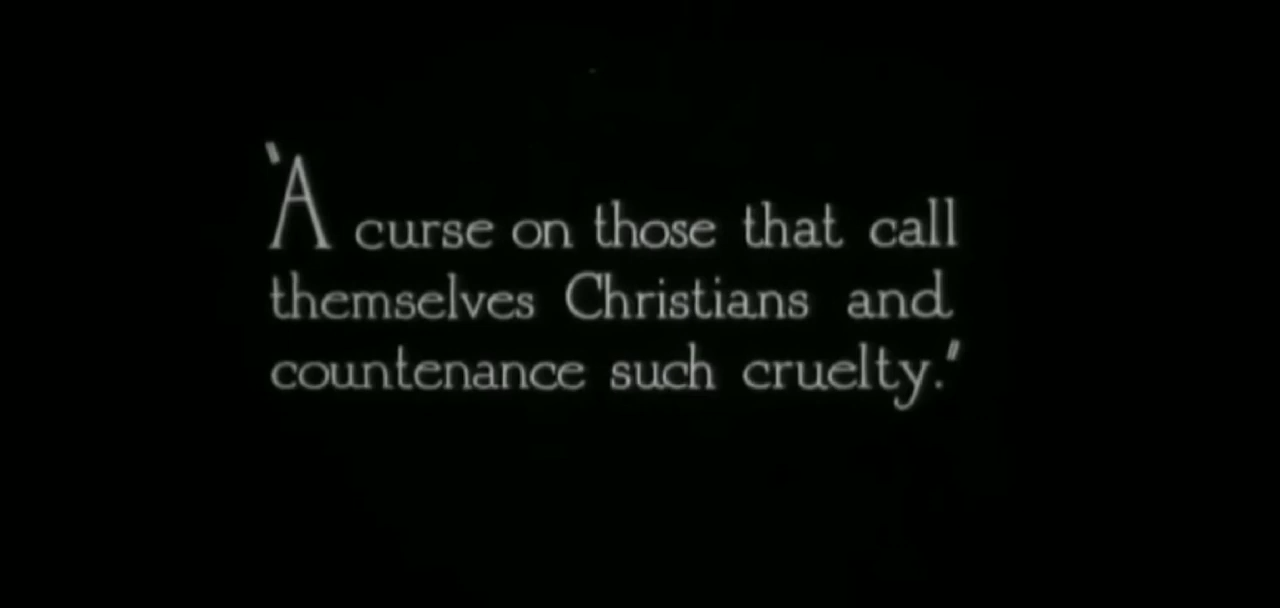 'A curse on those that call
themselves Christians and
countenance such cruelty."